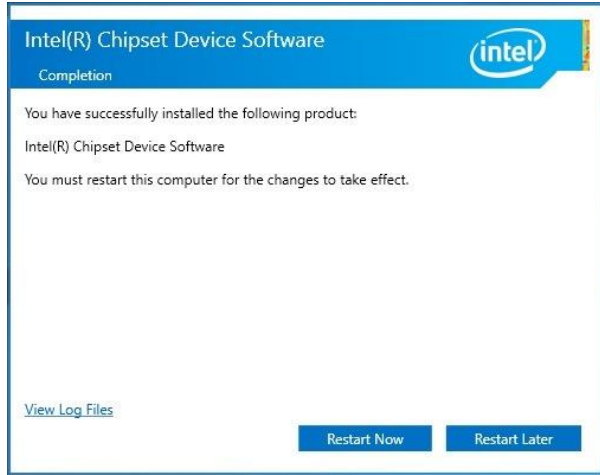 Intel(R) Chipset Device Software
intel
Completion
You have successfully installed the following product:
Intel(R) Chipset Device Software
You must restart this computer for the changes to take effect.
View Log Files
Restart Now
Restart Later